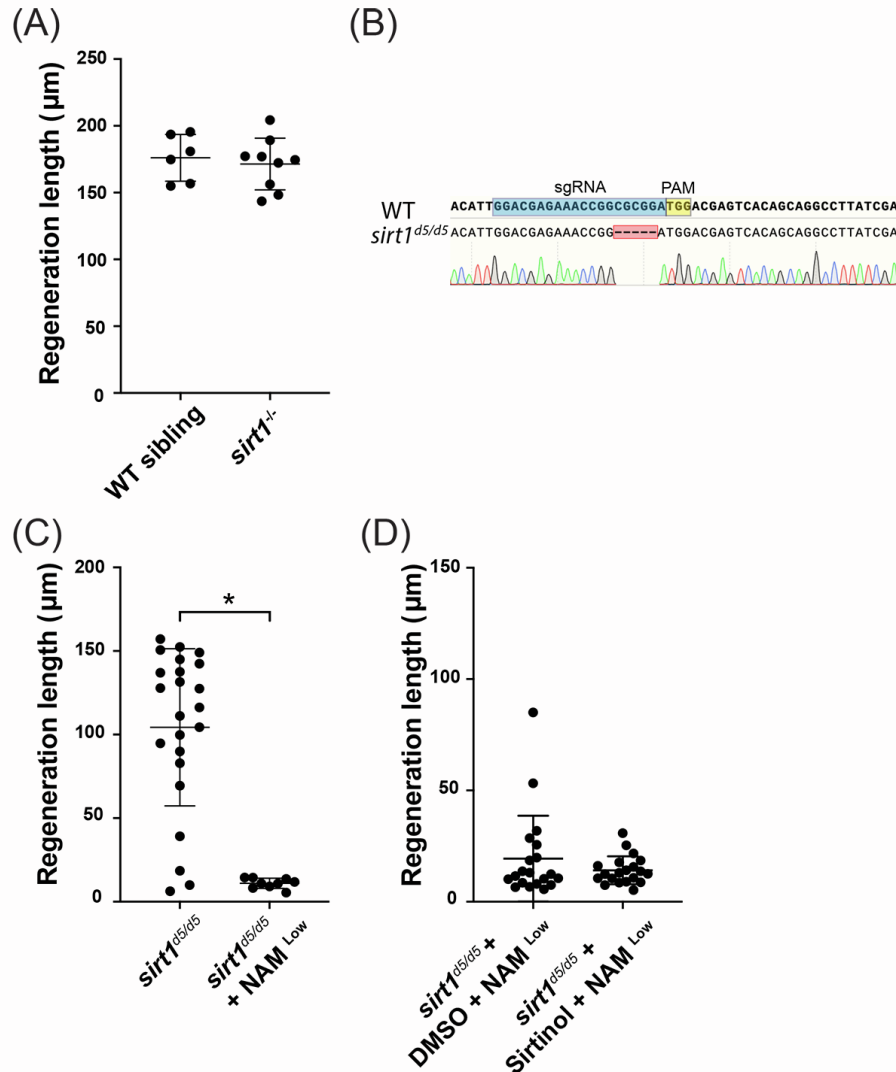 (A)
250
200
150
100
50
0
Regeneration length (µm)
WT sibling
sirt1-/-
(B)
sgRNA
PAM
WT
ACATTGGACGAGAAACCGGCGCGGATGGACGAGTCACAGCAGGCCTTATCGA
sirt1d5/d5
ACATTGGACGAGAAACCGG-----ATGGACGAGTCACAGCAGGCCTTATCGA
(C)
200
150
100
50
0
Regeneration length (µm)
*
sirt1d5/d5
sirt1d5/d5
+ NAM Low
(D)
150
100
50
0
Regeneration length (µm)
sirt1d5/d5 +
DMSO + NAM Low
sirt1d5/d5 +
Sirtinol + NAM Low